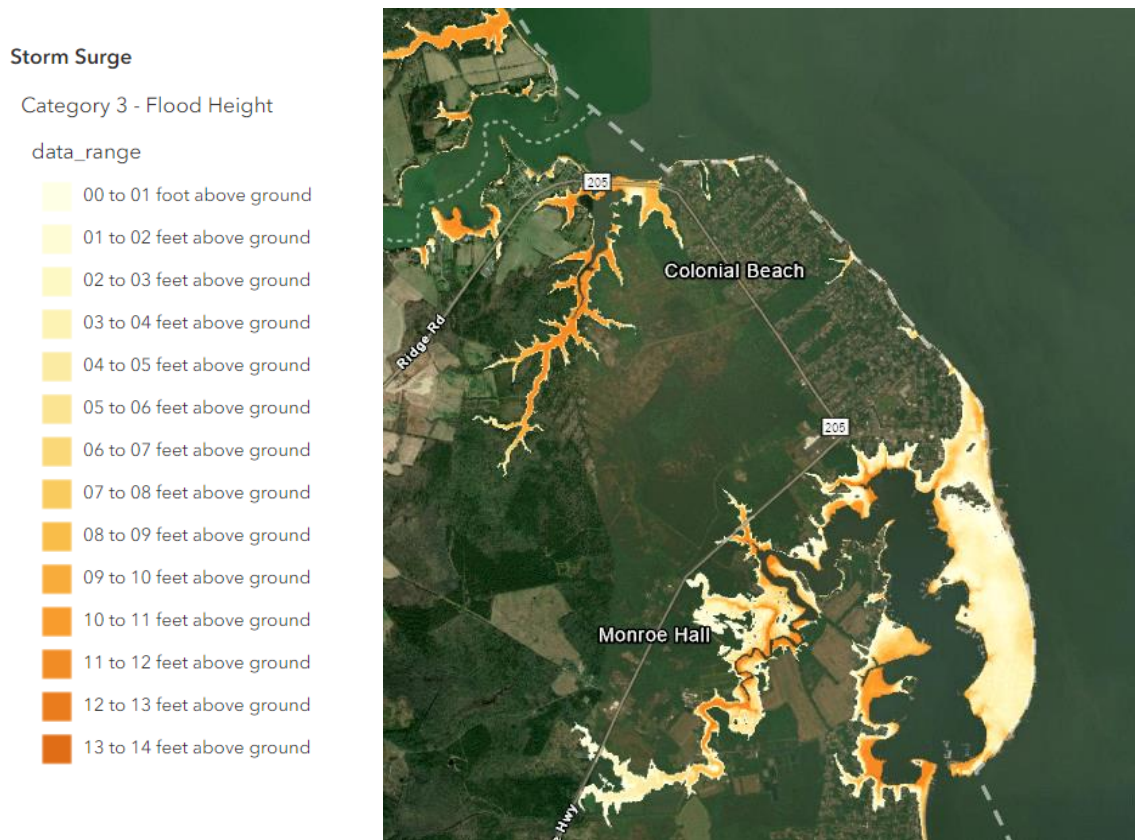 Storm Surge
Category 3 - Flood Height
data_range
00 to 01 foot above ground
01 to 02 feet above ground
02 to 03 feet above ground
03 to 04 feet above ground
04 to 05 feet above ground
05 to 06 feet above ground
06 to 07 feet above ground
07 to 08 feet above ground
08 to 09 feet above ground
09 to 10 feet above ground
10 to 11 feet above ground
11 to 12 feet above ground
12 to 13 feet above ground
13 to 14 feet above ground
205
Colonial Beach
Ridge Rd
205
Monroe Hall
Hwy